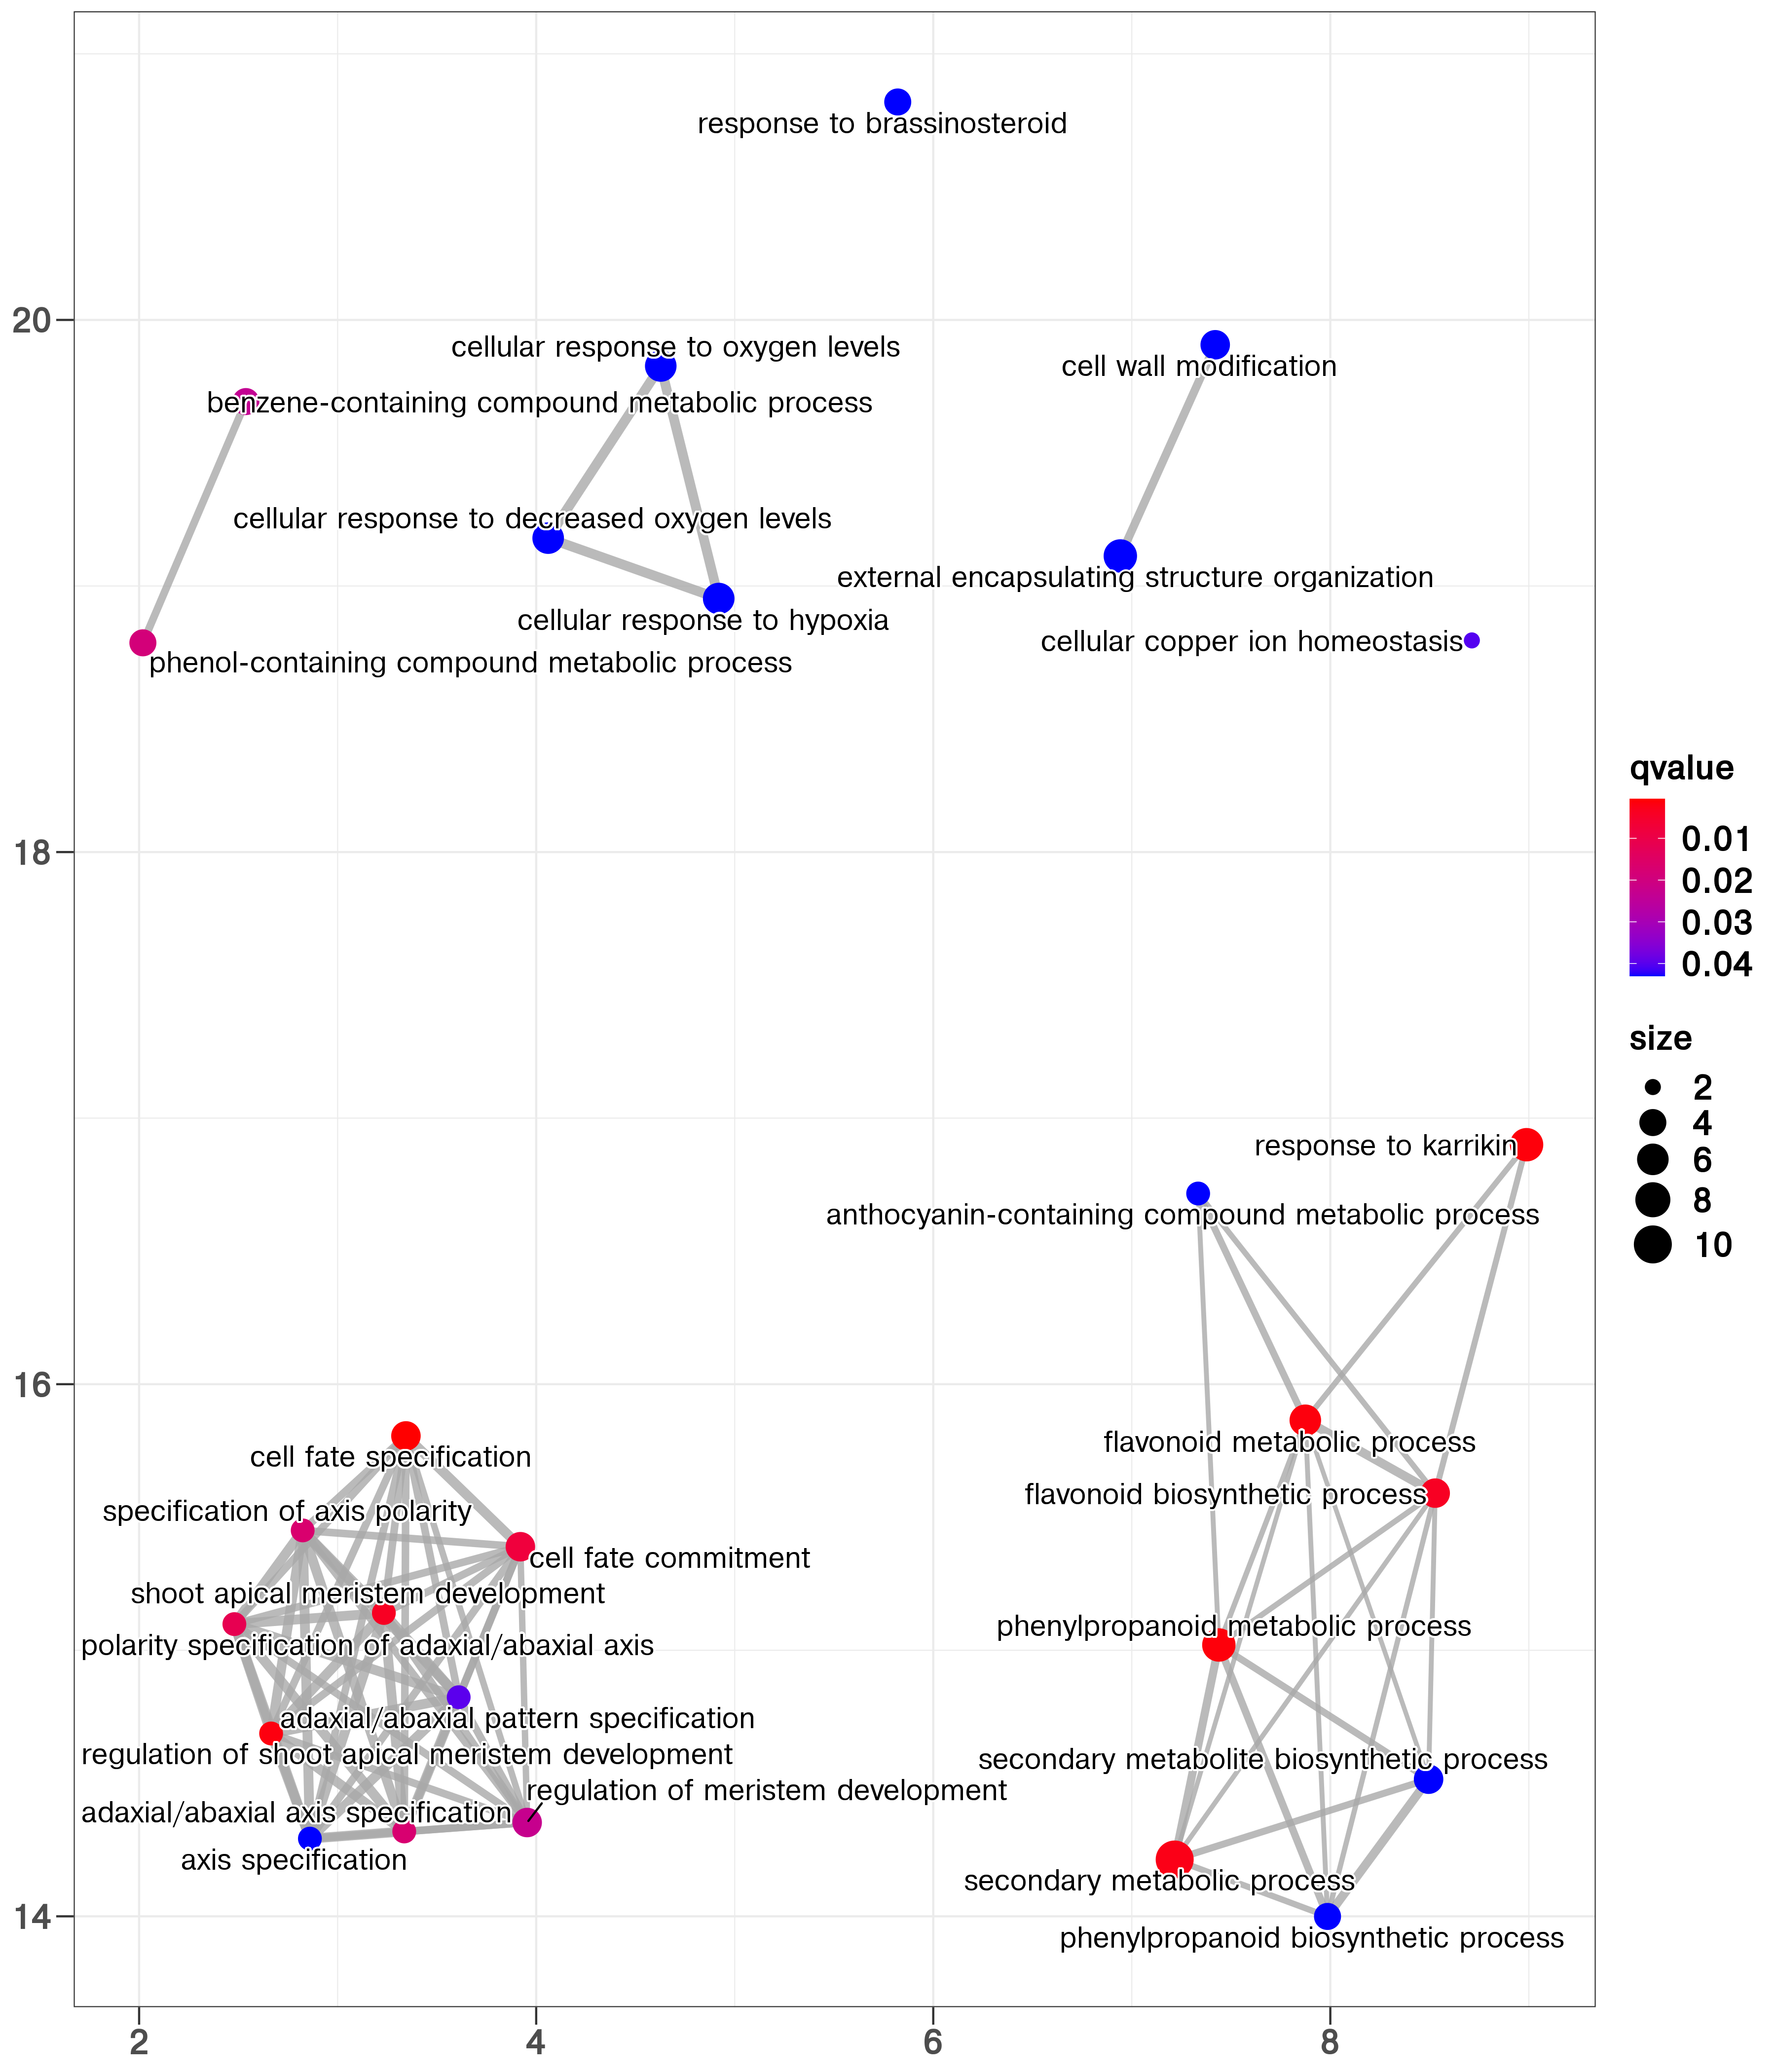 response to brassinosteroid
20
cellular response to oxygen levels
cell wall modification
benzene-containing compound metabolic process
cellular response to decreased oxygen levels
external encapsulating structure organization
cellular response to hypoxia
cellular copper ion homeostasis
phenol-containing compound metabolic process
18
response to karrikin
anthocyanin-containing compound metabolic process
16
flavonoid metabolic process
cell fate specification
flavonoid biosynthetic process
specification of axis polarity
cell fate commitment
shoot apical meristem development
phenylpropanoid metabolic process
polarity specification of adaxial/abaxial axis
adaxial/abaxial pattern specification
regulation of shoot apical meristem development
secondary metabolite biosynthetic process
regulation of meristem development
adaxial/abaxial axis specification
axis specification
secondary metabolic process
14
phenylpropanoid biosynthetic process
2
4
6
8
qvalue
0.01
0.02
0.03
0.04
size
2
4
6
8
10